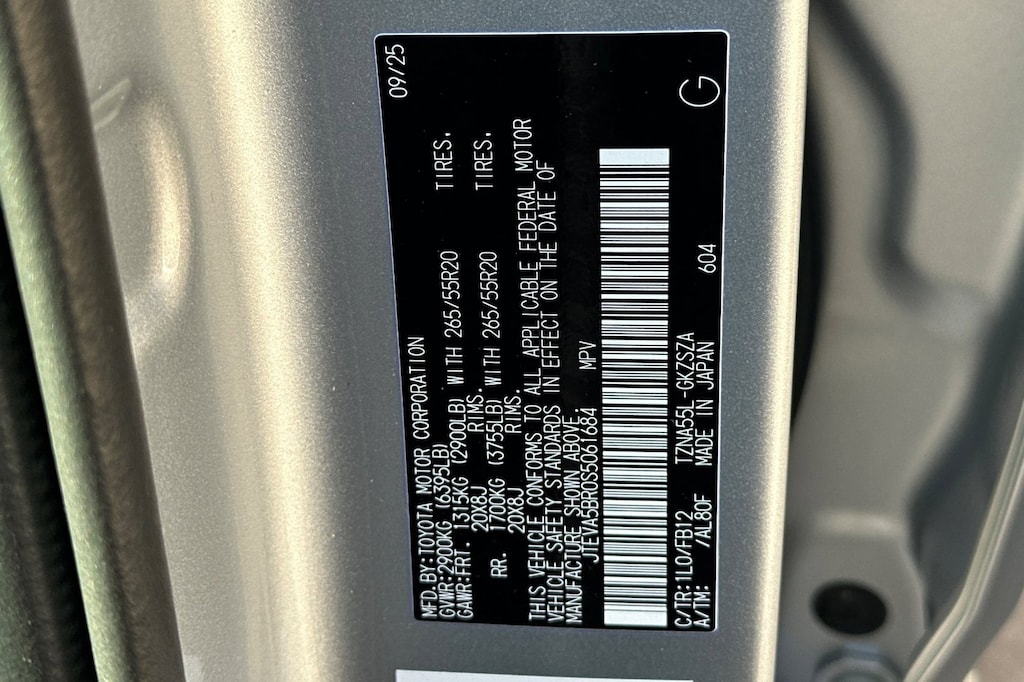 09/25
MFD.BY:TOYOTA MOTOR CORPORATION
GVWR:2900KG (6395LB)
GAWR:FRT. 1315KG (2900LB) WITH 265/55R20 TIRES.
20X8J RIMS.
RR. 1700KG (3755LB) WITH 265/55R20 TIRES.
20X8J RIMS.
THIS VEHICLE CONFORMS TO ALL APPLICABLE FEDERAL MOTOR
VEHICLE SAFETY STANDARDS IN EFFECT ON THE DATE OF
MANUFACTURE SHOWN ABOVE.
JTEVA5BR0S5061684 MPV
C/TR:1L0/FB12 TZNA55L-GKZSZA 604
A/TM: /AL80F MADE IN JAPAN
G